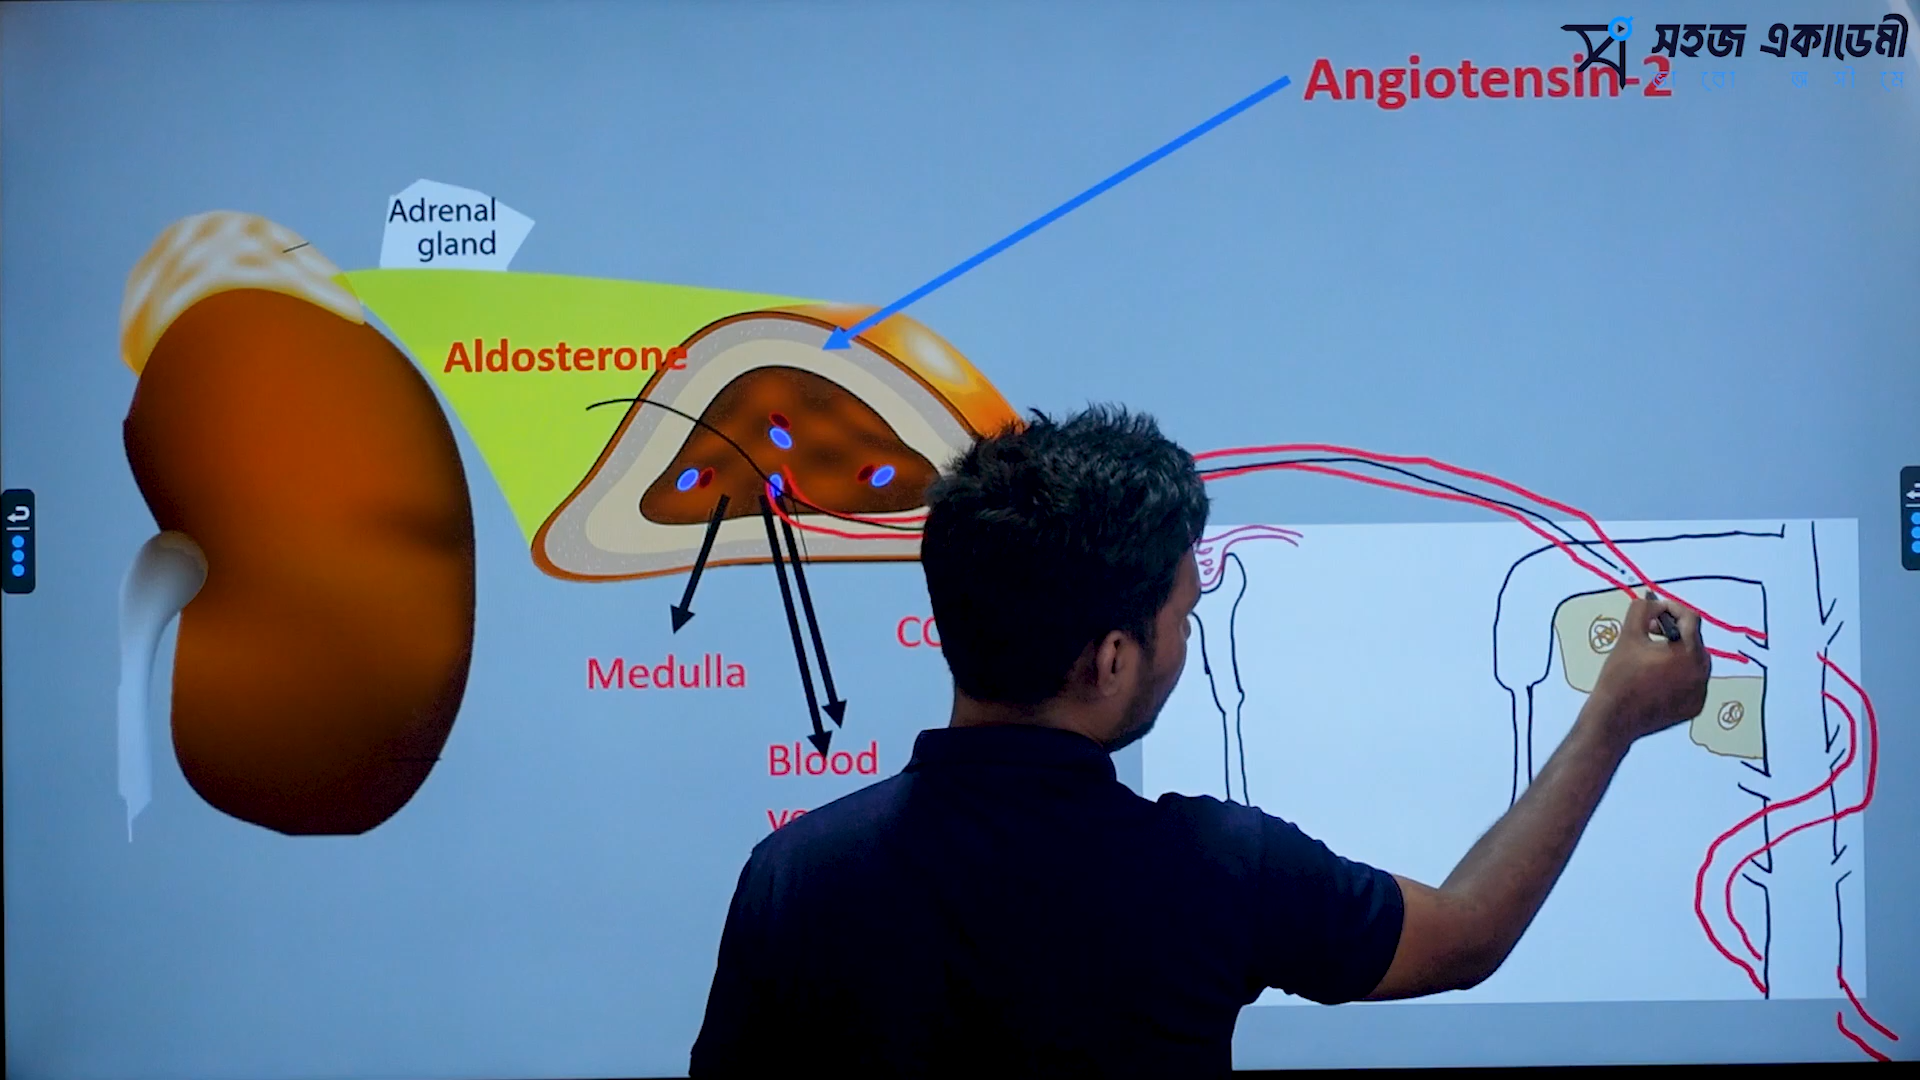 সহজ একাডেমী
Angiotensin-2
Adrenal
gland
Aldosterone
Medulla
Blood